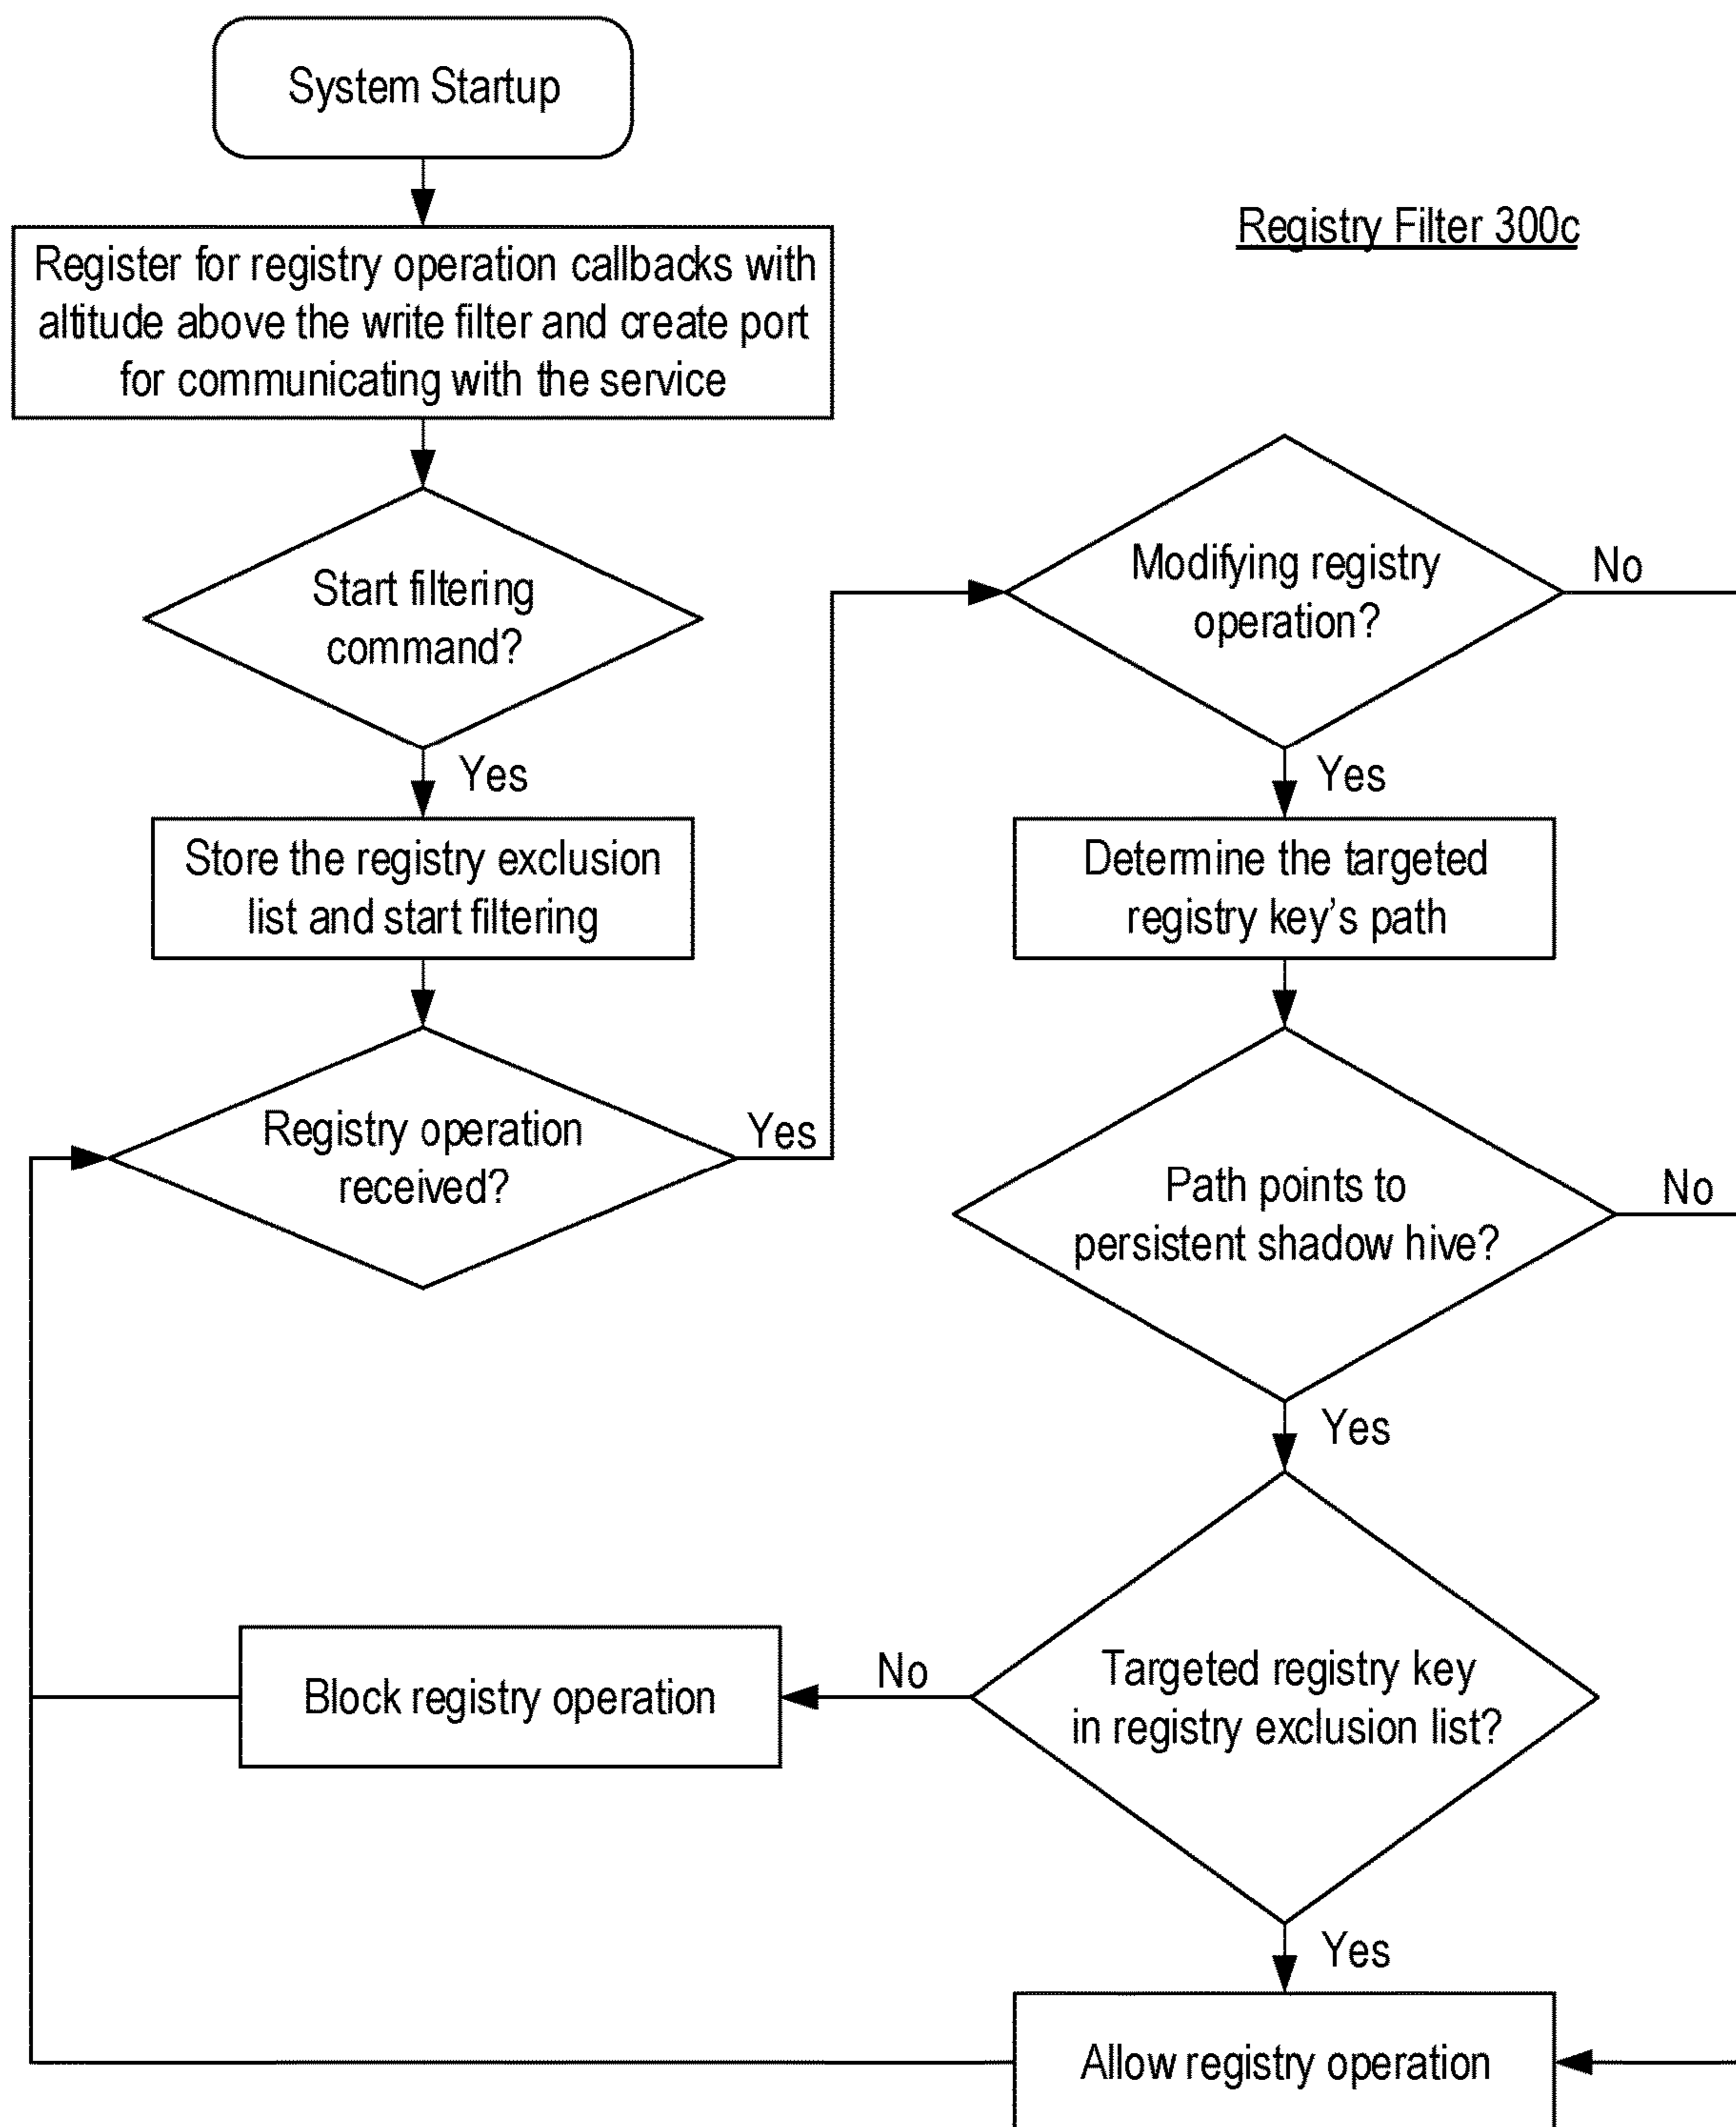 System Startup
Registry Filter 300c
Register for registry operation callbacks with
altitude above the write filter and create port
for communicating with the service
Start filtering
command?
Yes
Store the registry exclusion
list and start filtering
Registry operation
received?
Yes
Modifying registry
operation?
No
Yes
Determine the targeted
registry key’s path
Path points to
persistent shadow hive?
No
Yes
Targeted registry key
in registry exclusion list?
No
Block registry operation
Yes
Allow registry operation